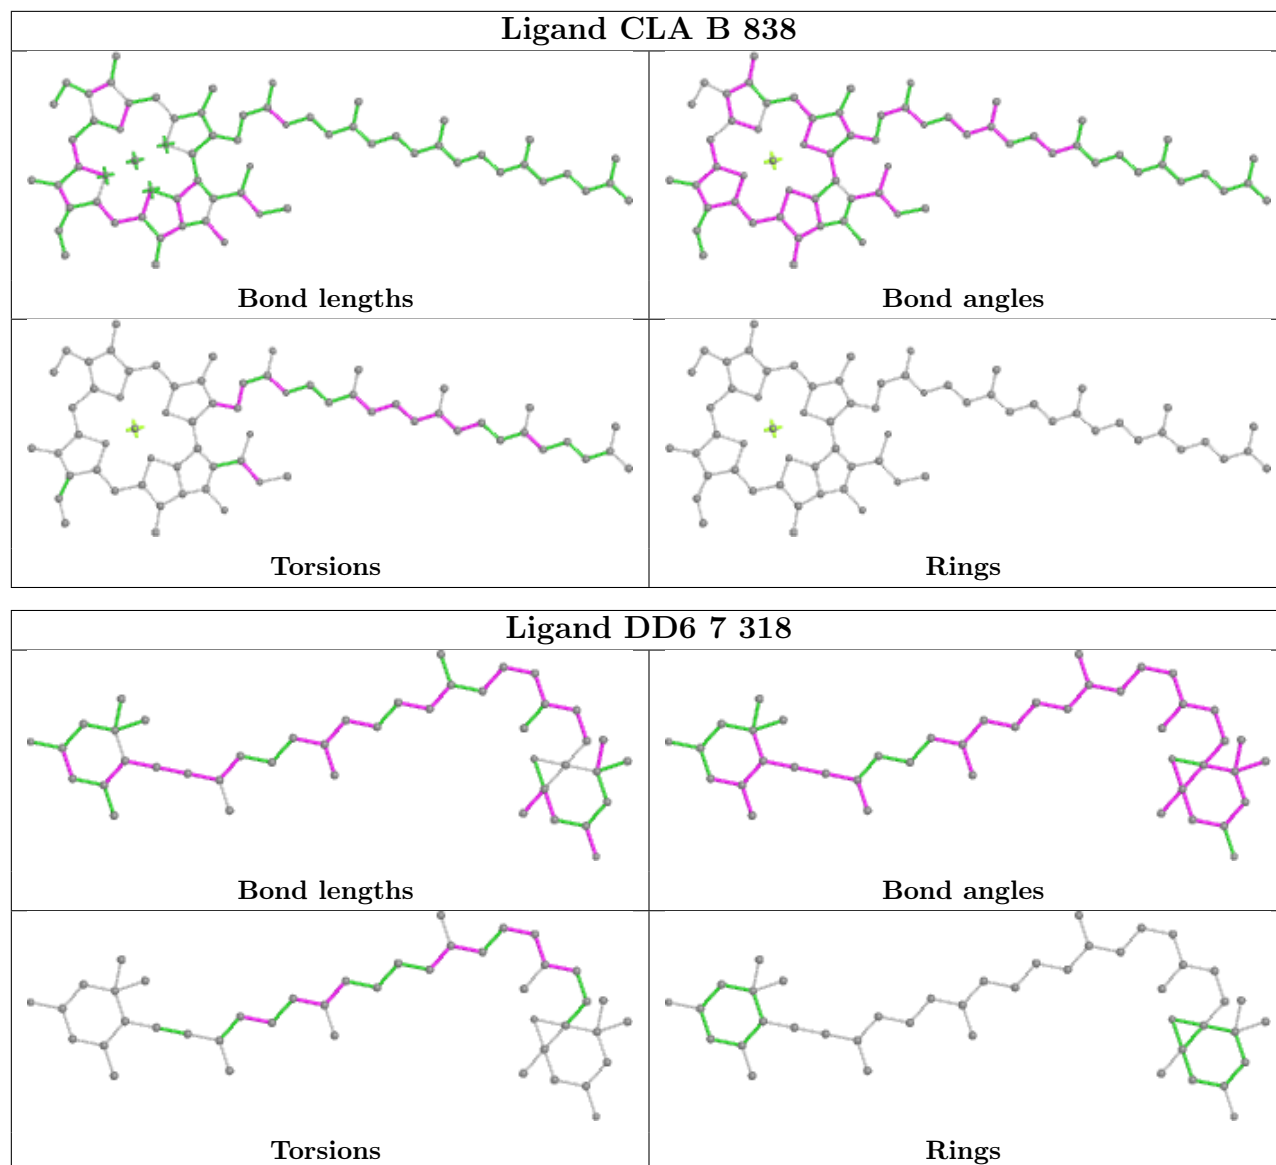 Ligand CLA B 838
Bond lengths
Bond angles
Torsions
Rings
Ligand DD6 7 318
Bond lengths
Bond angles
Torsions
Rings